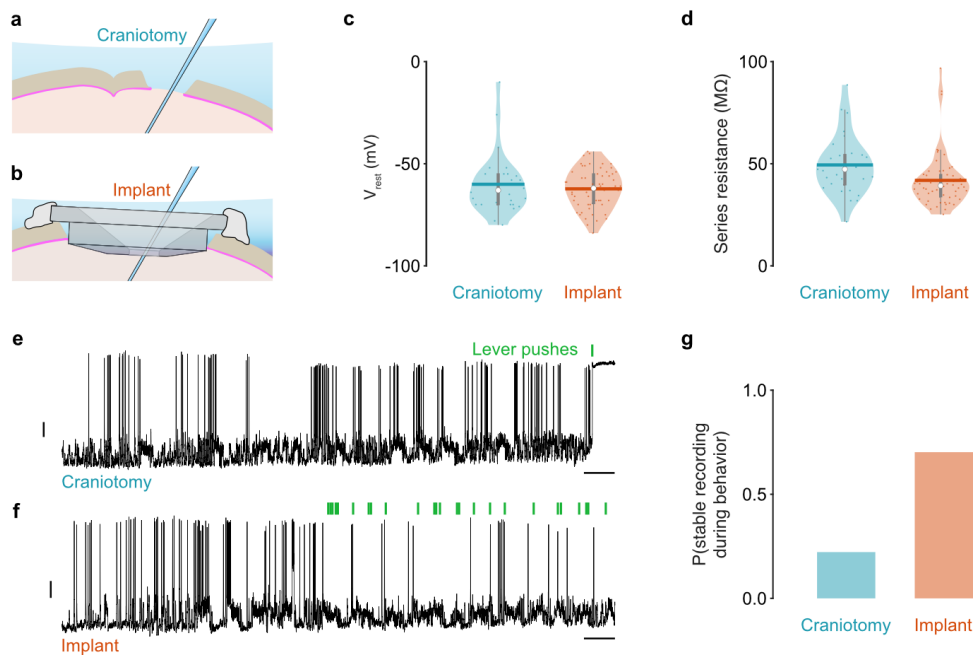 a
Craniotomy
b
Implant
c
0
-50
-100
V_rest (mV)
Craniotomy
Implant
d
100
50
0
Series resistance (MΩ)
Craniotomy
Implant
e
Lever pushes
Craniotomy
f
Implant
g
1.0
0.5
0.0
P(stable recording
during behavior)
Craniotomy
Implant